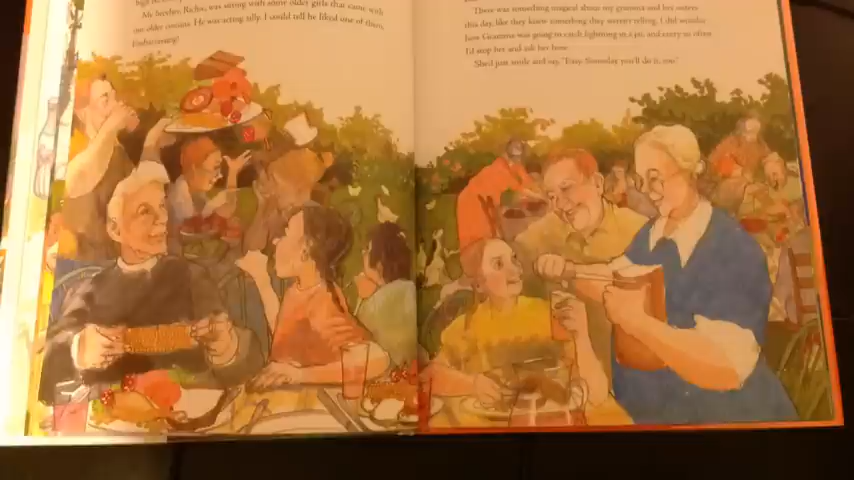 My brother, Richie, was sitting with some older girls that came with
our older cousins. He was acting silly. I could tell he liked one of them.
Embarrassing!
There was something magical about my gramma and her sisters
this day, like they knew something they weren't telling. I did wonder
how Gramma was going to catch lightning in a jar, and every so often
I'd stop her and ask her how.
She'd just smile and say, "Easy. Someday you'll do it, too."